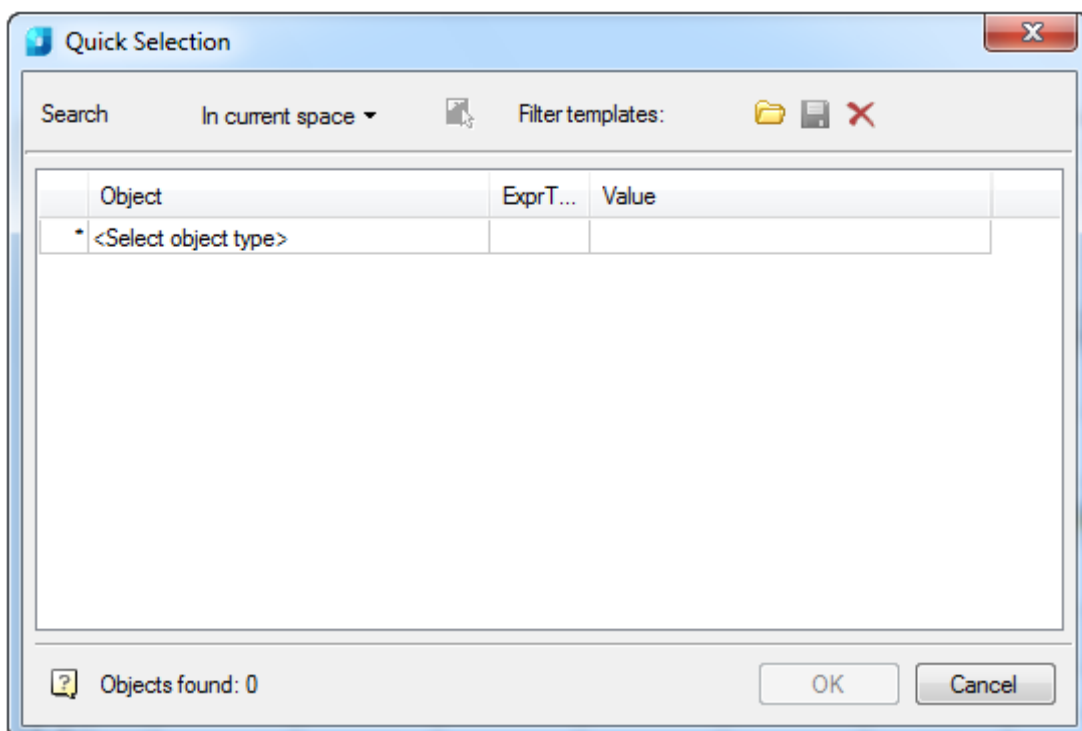 Quick Selection
Search In current space Filter templates:
Object ExprT... Value
* <Select object type>
Objects found: 0 OK Cancel